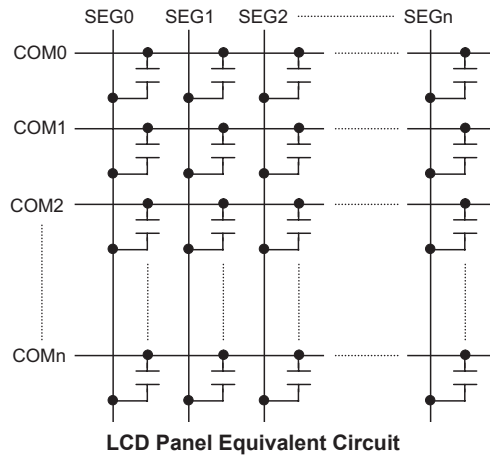 SEG0 SEG1 SEG2 SEGn
COM0
COM1
COM2
COMn
LCD Panel Equivalent Circuit